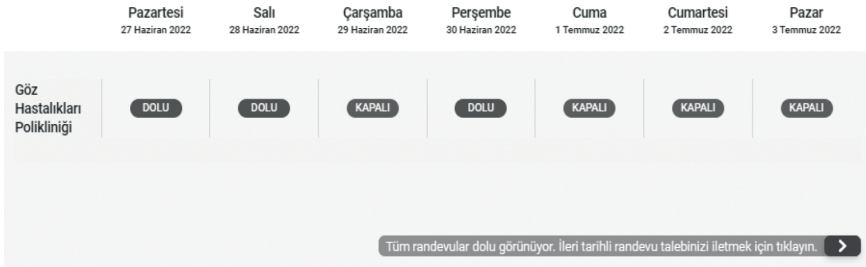 Pazartesi Salı Çarşamba Perşembe Cuma Cumartesi Pazar
27 Haziran 2022 28 Haziran 2022 29 Haziran 2022 30 Haziran 2022 1 Temmuz 2022 2 Temmuz 2022 3 Temmuz 2022
Göz
Hastalıkları
Polikliniği
DOLU DOLU KAPALI DOLU KAPALI KAPALI KAPALI
Tüm randevular dolu görünüyor. İleri tarihli randevu talebinizi iletmek için tıklayın.